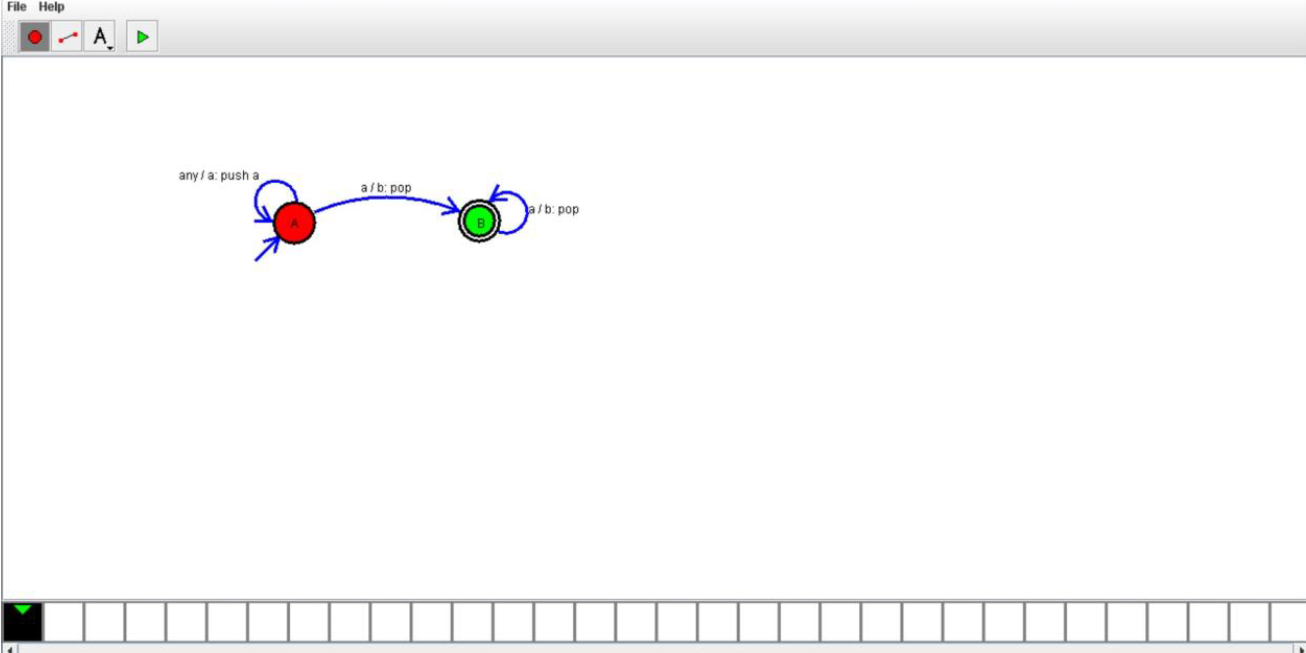 File Help
A
any / a: push a
a / b: pop
A
B
a / b: pop